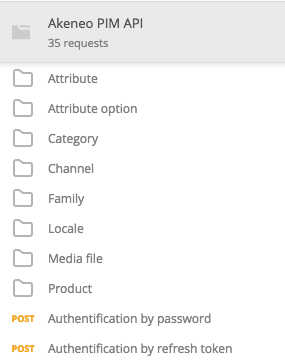 Akeneo PIM API
35 requests
Attribute
Attribute option
Category
Channel
Family
Locale
Media file
Product
POST Authentification by password
POST Authentification by refresh token